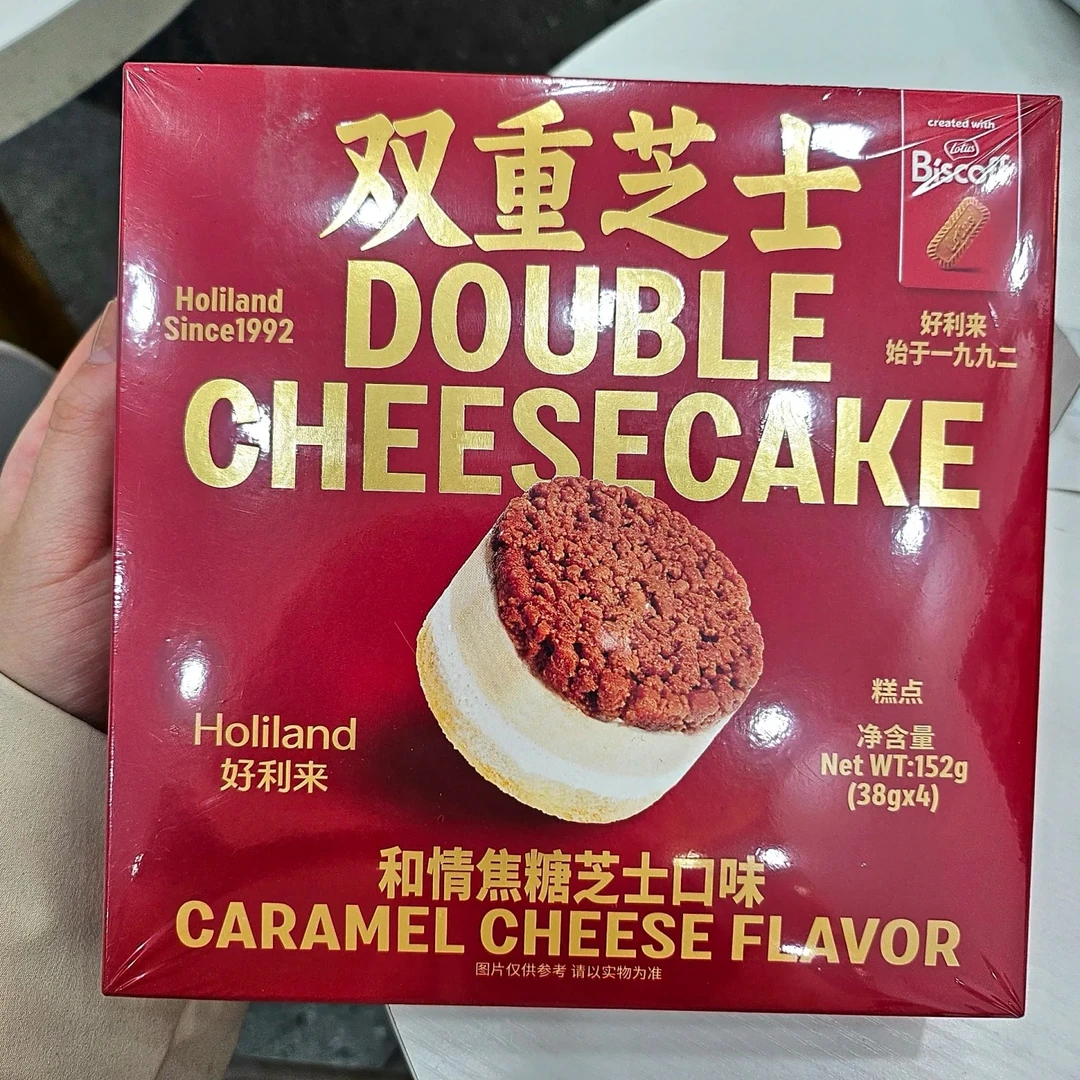 双重芝士
created with
Lotus
Biscoff
DOUBLE
Holiland
Since1992
好利来
始于一九九二
CHEESECAKE
糕点
净含量
Net WT:152g
(38gx4)
Holiland
好利来
和情焦糖芝士口味
CARAMEL CHEESE FLAVOR
图片仅供参考 请以实物为准